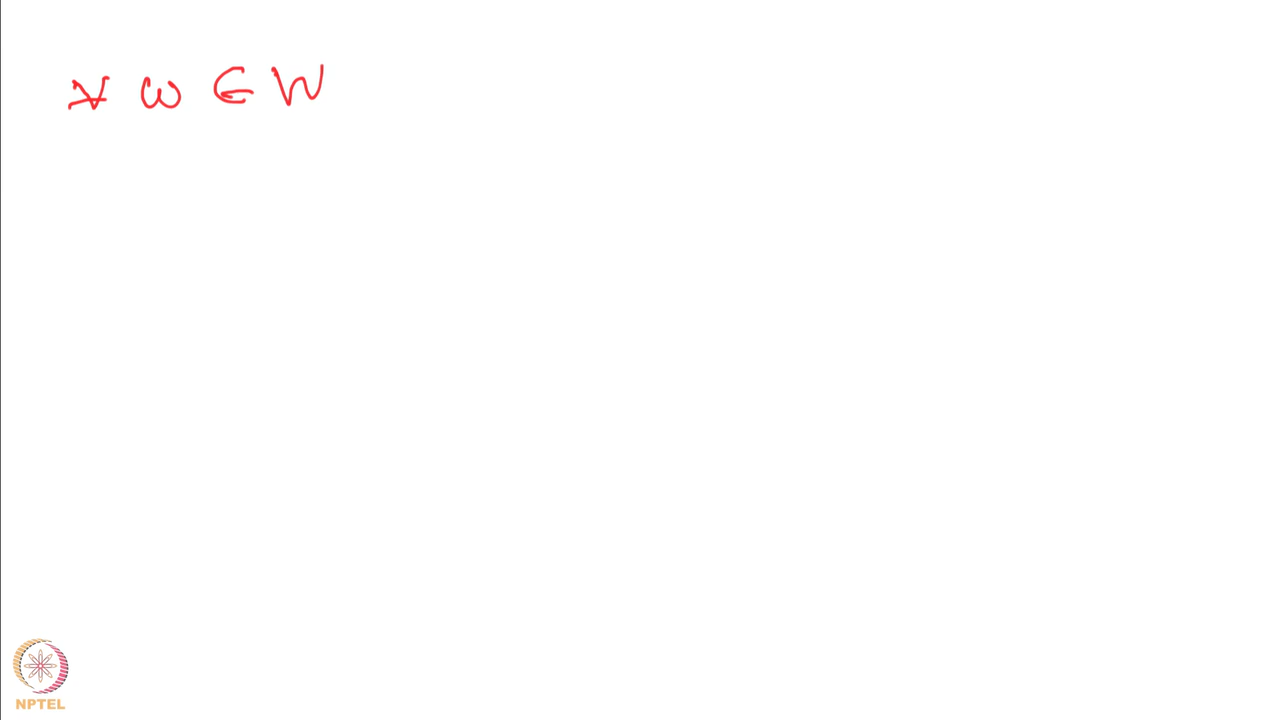 ∀ ω ∈ W
NPTEL